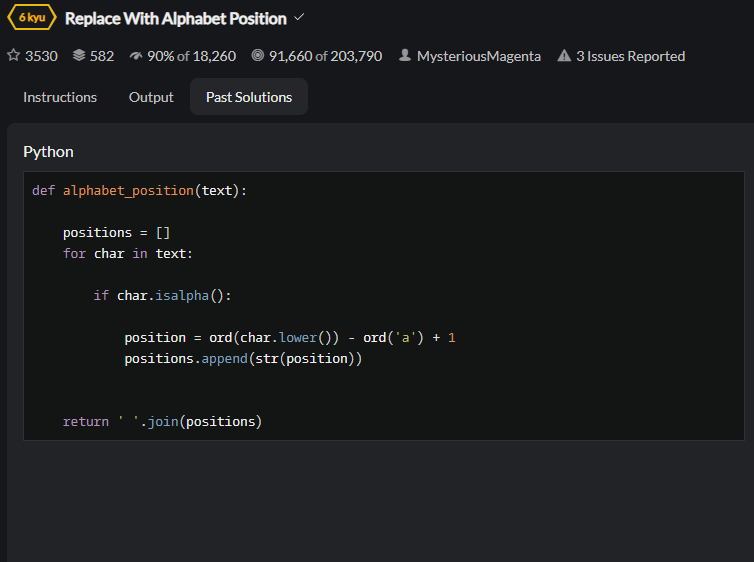 6 kyu Replace With Alphabet Position
3530 582 90% of 18,260 91,660 of 203,790 MysteriousMagenta 3 Issues Reported
Instructions Output Past Solutions
Python
def alphabet_position(text):
    positions = []
    for char in text:
        if char.isalpha():
            position = ord(char.lower()) - ord('a') + 1
            positions.append(str(position))
    return ' '.join(positions)